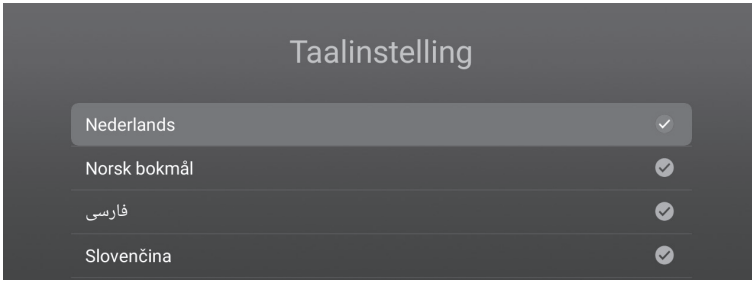 Taalinstelling
Nederlands
Norsk bokmål
فارسی
Slovenčina